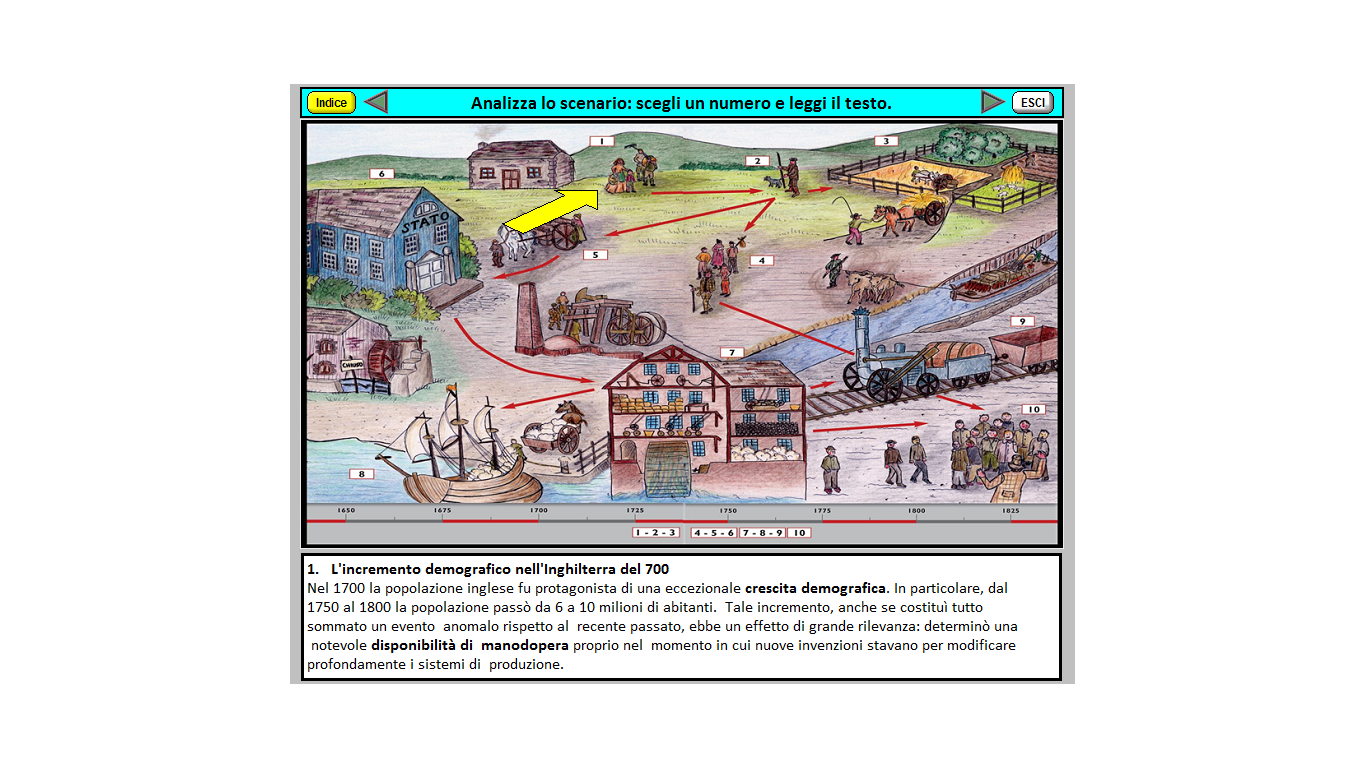 Indice
Analizza lo scenario: scegli un numero e leggi il testo.
ESCI
1
2
3
6
STATO
5
4
9
7
CHIUSO
10
8
1650 1675 1700 1725 1750 1775 1800 1825
1 - 2 - 3 4 - 5 - 6 7 - 8 - 9 10
1. L'incremento demografico nell'Inghilterra del 700
Nel 1700 la popolazione inglese fu protagonista di una eccezionale crescita demografica. In particolare, dal
1750 al 1800 la popolazione passò da 6 a 10 milioni di abitanti. Tale incremento, anche se costituì tutto
sommato un evento anomalo rispetto al recente passato, ebbe un effetto di grande rilevanza: determinò una
notevole disponibilità di manodopera proprio nel momento in cui nuove invenzioni stavano per modificare
profondamente i sistemi di produzione.